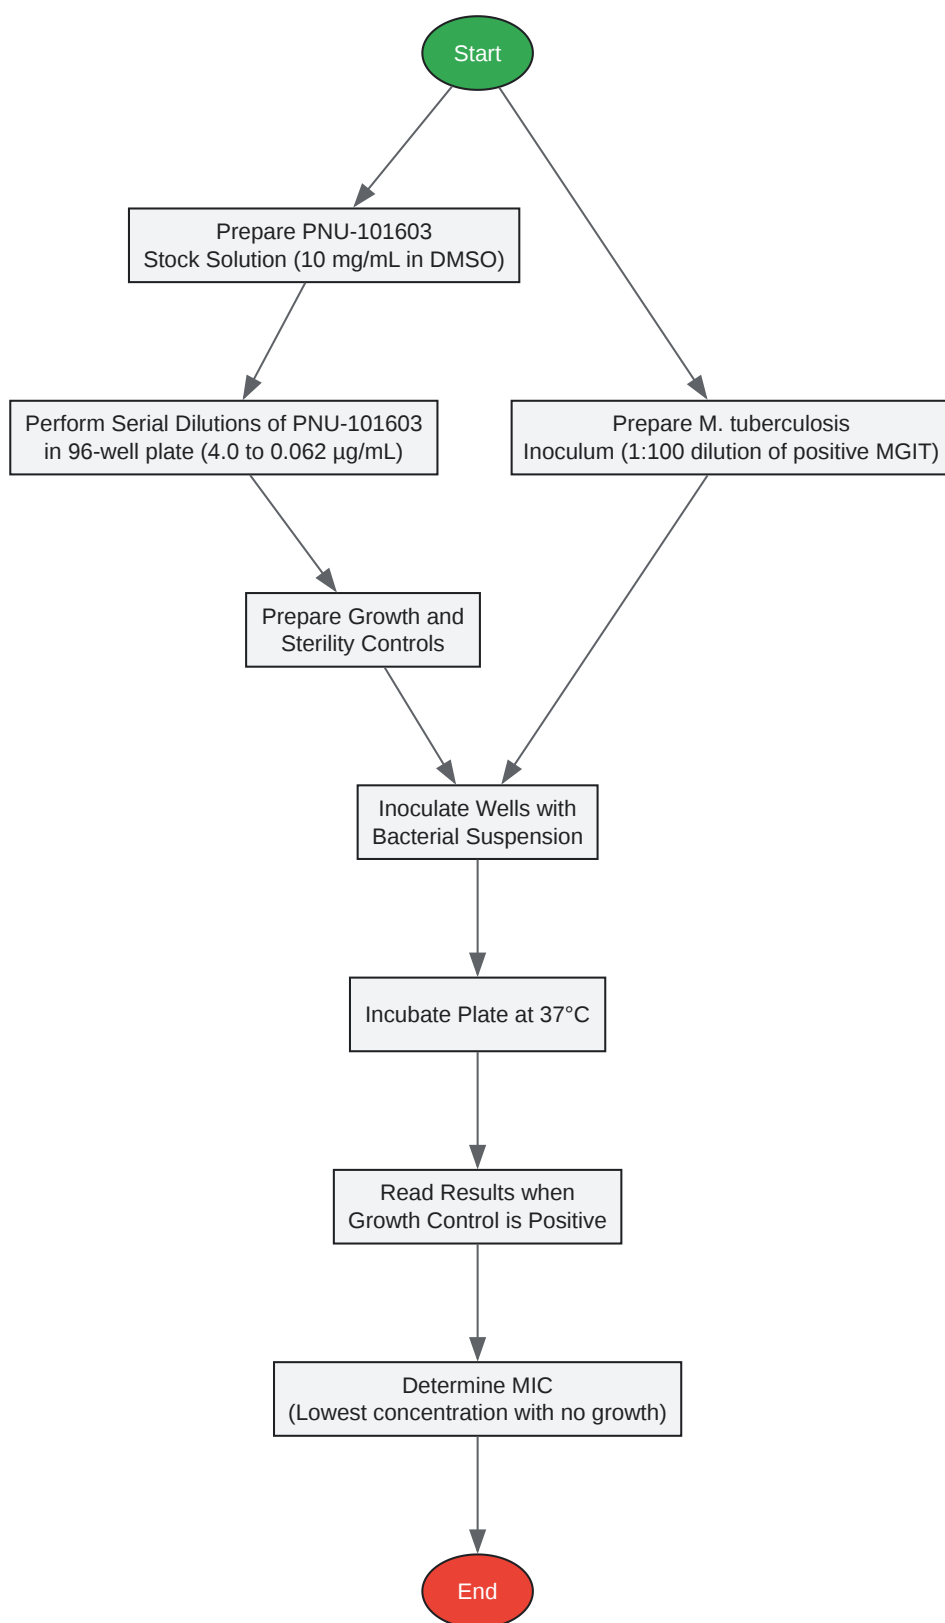 Start
Prepare PNU-101603
Stock Solution (10 mg/mL in DMSO)
Perform Serial Dilutions of PNU-101603
in 96-well plate (4.0 to 0.062 µg/mL)
Prepare M. tuberculosis
Inoculum (1:100 dilution of positive MGIT)
Prepare Growth and
Sterility Controls
Inoculate Wells with
Bacterial Suspension
Incubate Plate at 37°C
Read Results when
Growth Control is Positive
Determine MIC
(Lowest concentration with no growth)
End